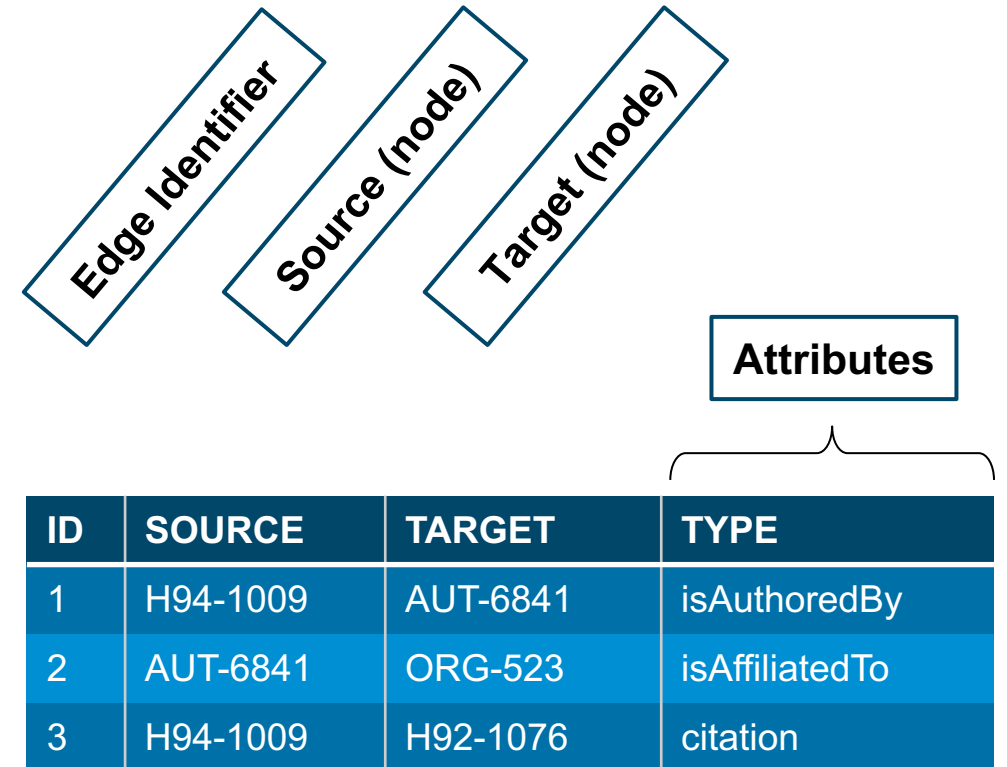 Edge Identifier
Source (node)
Target (node)
Attributes
ID SOURCE TARGET TYPE
1 H94-1009 AUT-6841 isAuthoredBy
2 AUT-6841 ORG-523 isAffiliatedTo
3 H94-1009 H92-1076 citation